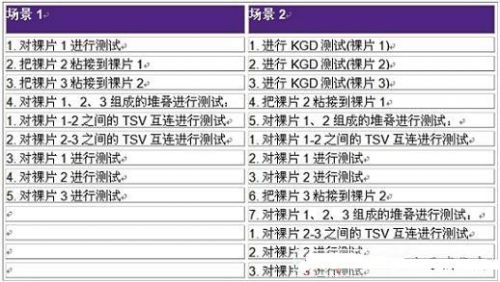 场景 1
场景 2
1. 对裸片 1 进行测试
1. 进行 KGD 测试(裸片 1)
2. 把裸片 2 粘接到裸片 1
2. 进行 KGD 测试(裸片 2)
3. 把裸片 3 粘接到裸片 2
3. 进行 KGD 测试(裸片 3)
4. 对裸片 1、2、3 组成的堆叠进行测试：
4. 把裸片 2 粘接到裸片 1
1. 对裸片 1-2 之间的 TSV 互连进行测试
5. 对裸片 1、2 组成的堆叠进行测试：
2. 对裸片 2-3 之间的 TSV 互连进行测试
1. 对裸片 1-2 之间的 TSV 互连进行测试
3. 对裸片 1 进行测试
2. 对裸片 1 进行测试
4. 对裸片 2 进行测试
3. 对裸片 2 进行测试
5. 对裸片 3 进行测试
6. 把裸片 3 粘接到裸片 2
7. 对裸片 1、2、3 组成的堆叠进行测试：
1. 对裸片 2-3 之间的 TSV 互连进行测试
2. 对裸片 2 进行测试
3. 对裸片 3 进行测试